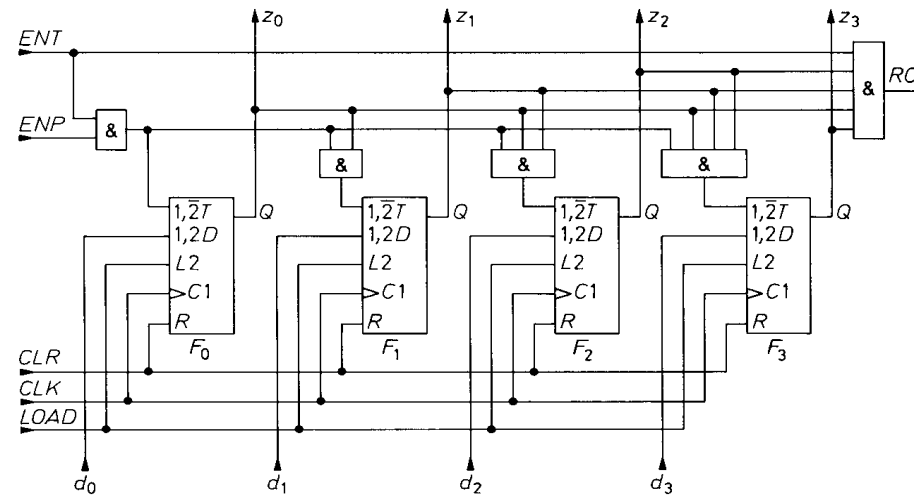 z₀ z₁ z₂ z₃
ENT
& RC
ENP & & & &
1,2̅T Q 1,2̅T Q 1,2̅T Q 1,2̅T Q
1,2D 1,2D 1,2D 1,2D
L2 L2 L2 L2
C1 C1 C1 C1
R R R R
F₀ F₁ F₂ F₃
CLR
CLK
LOAD
d₀ d₁ d₂ d₃